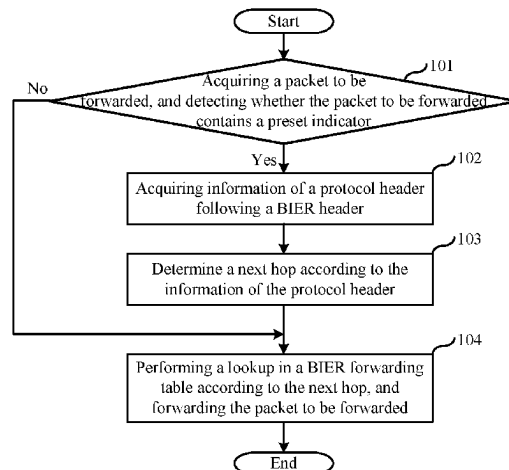 Start
101
Acquiring a packet to be
forwarded, and detecting whether the packet to be forwarded
contains a preset indicator
No
Yes
102
Acquiring information of a protocol header
following a BIER header
103
Determine a next hop according to the
information of the protocol header
104
Performing a lookup in a BIER forwarding
table according to the next hop, and
forwarding the packet to be forwarded
End